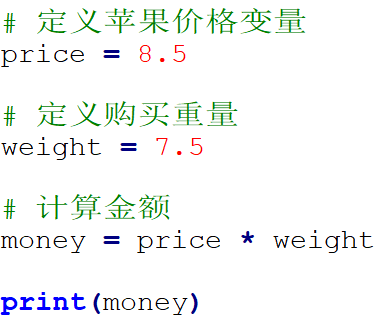 # 定义苹果价格变量
price = 8.5
# 定义购买重量
weight = 7.5
# 计算金额
money = price * weight
print(money)